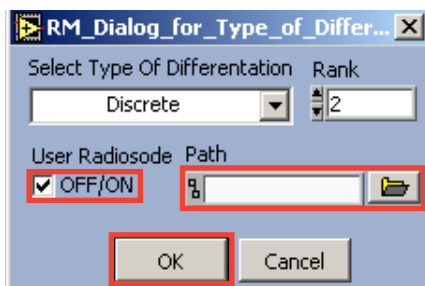 RM_Dialog_for_Type_of_Differ...
Select Type Of Differentation Rank
Discrete 2
User Radiosode Path
OFF/ON
OK Cancel